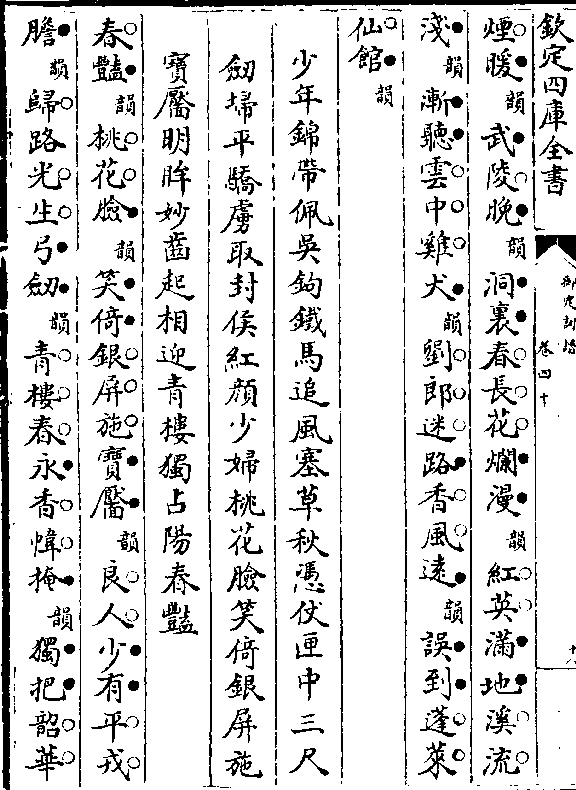 欽定四庫全書
御定詞譜
卷四十
十八
煙暖韻武陵晚韻洞裏春長花爛漫韻紅英滿地溪流
淺韻漸聽雲中雞犬韻劉郎迷路香風遠韻誤到蓬萊
仙館韻
少年錦帶佩吳鉤鐵馬追風塞草秋憑仗匣中三尺
劒埽平驕虜取封侯紅顔少婦桃花臉笑倚銀屏施
寶靨明眸妙齒起相迎青樓獨占陽春豔
春豔韻桃花臉韻笑倚銀屏施寶靨韻良人少有平戎
膽韻歸路光生弓劒韻青樓春永香幃掩韻獨把韶華